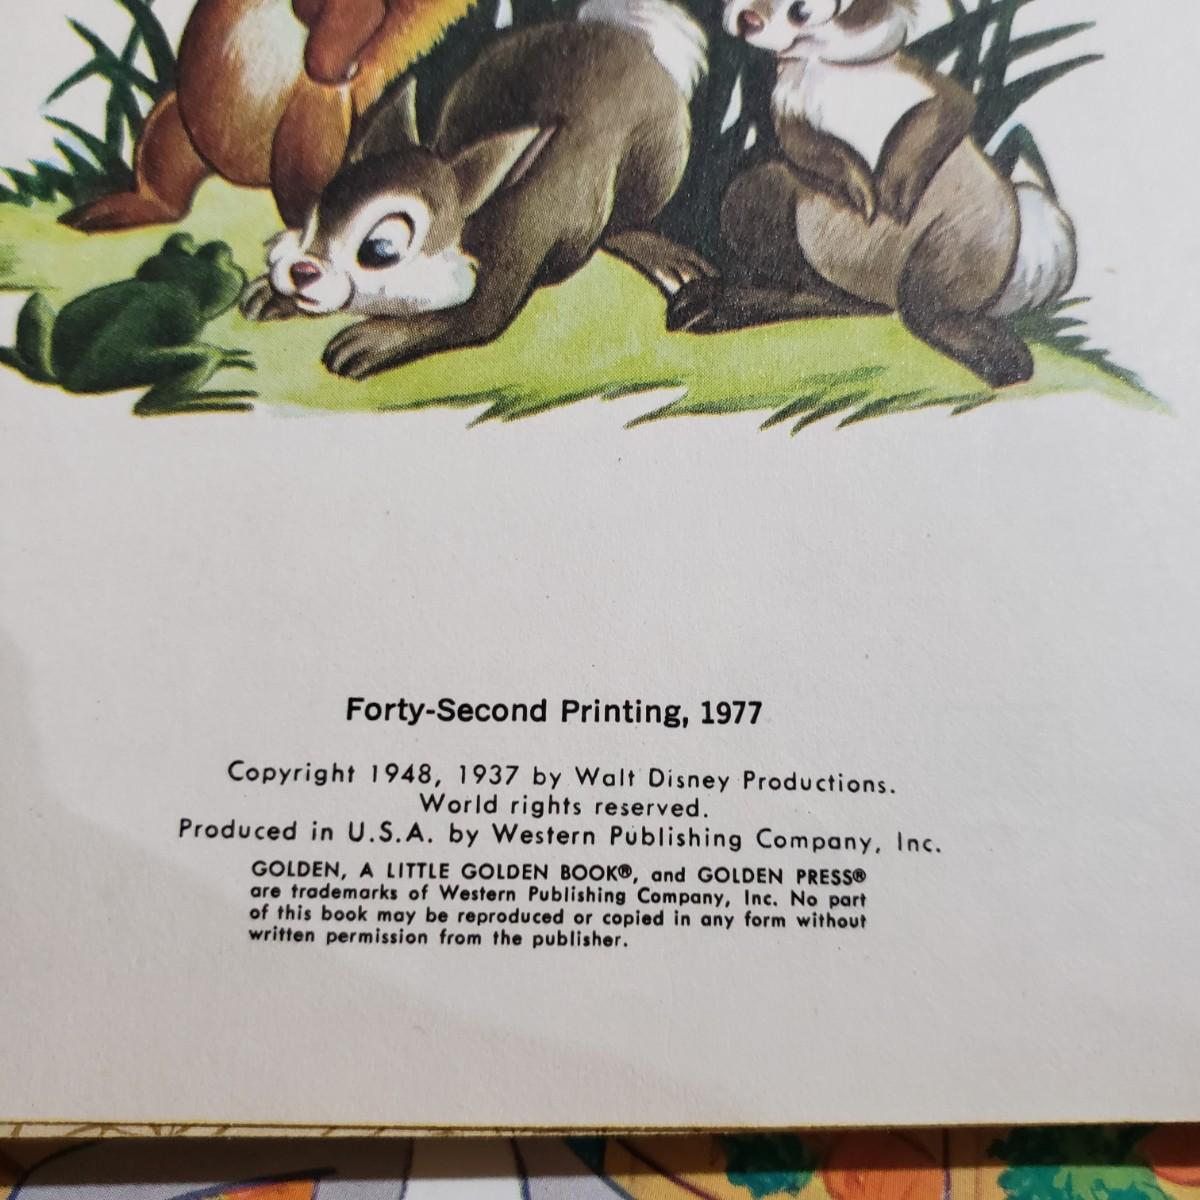 Forty-Second Printing, 1977
Copyright 1948, 1937 by Walt Disney Productions.
World rights reserved.
Produced in U.S.A. by Western Publishing Company, Inc.
GOLDEN, A LITTLE GOLDEN BOOK®, and GOLDEN PRESS®
are trademarks of Western Publishing Company, Inc. No part
of this book may be reproduced or copied in any form without
written permission from the publisher.